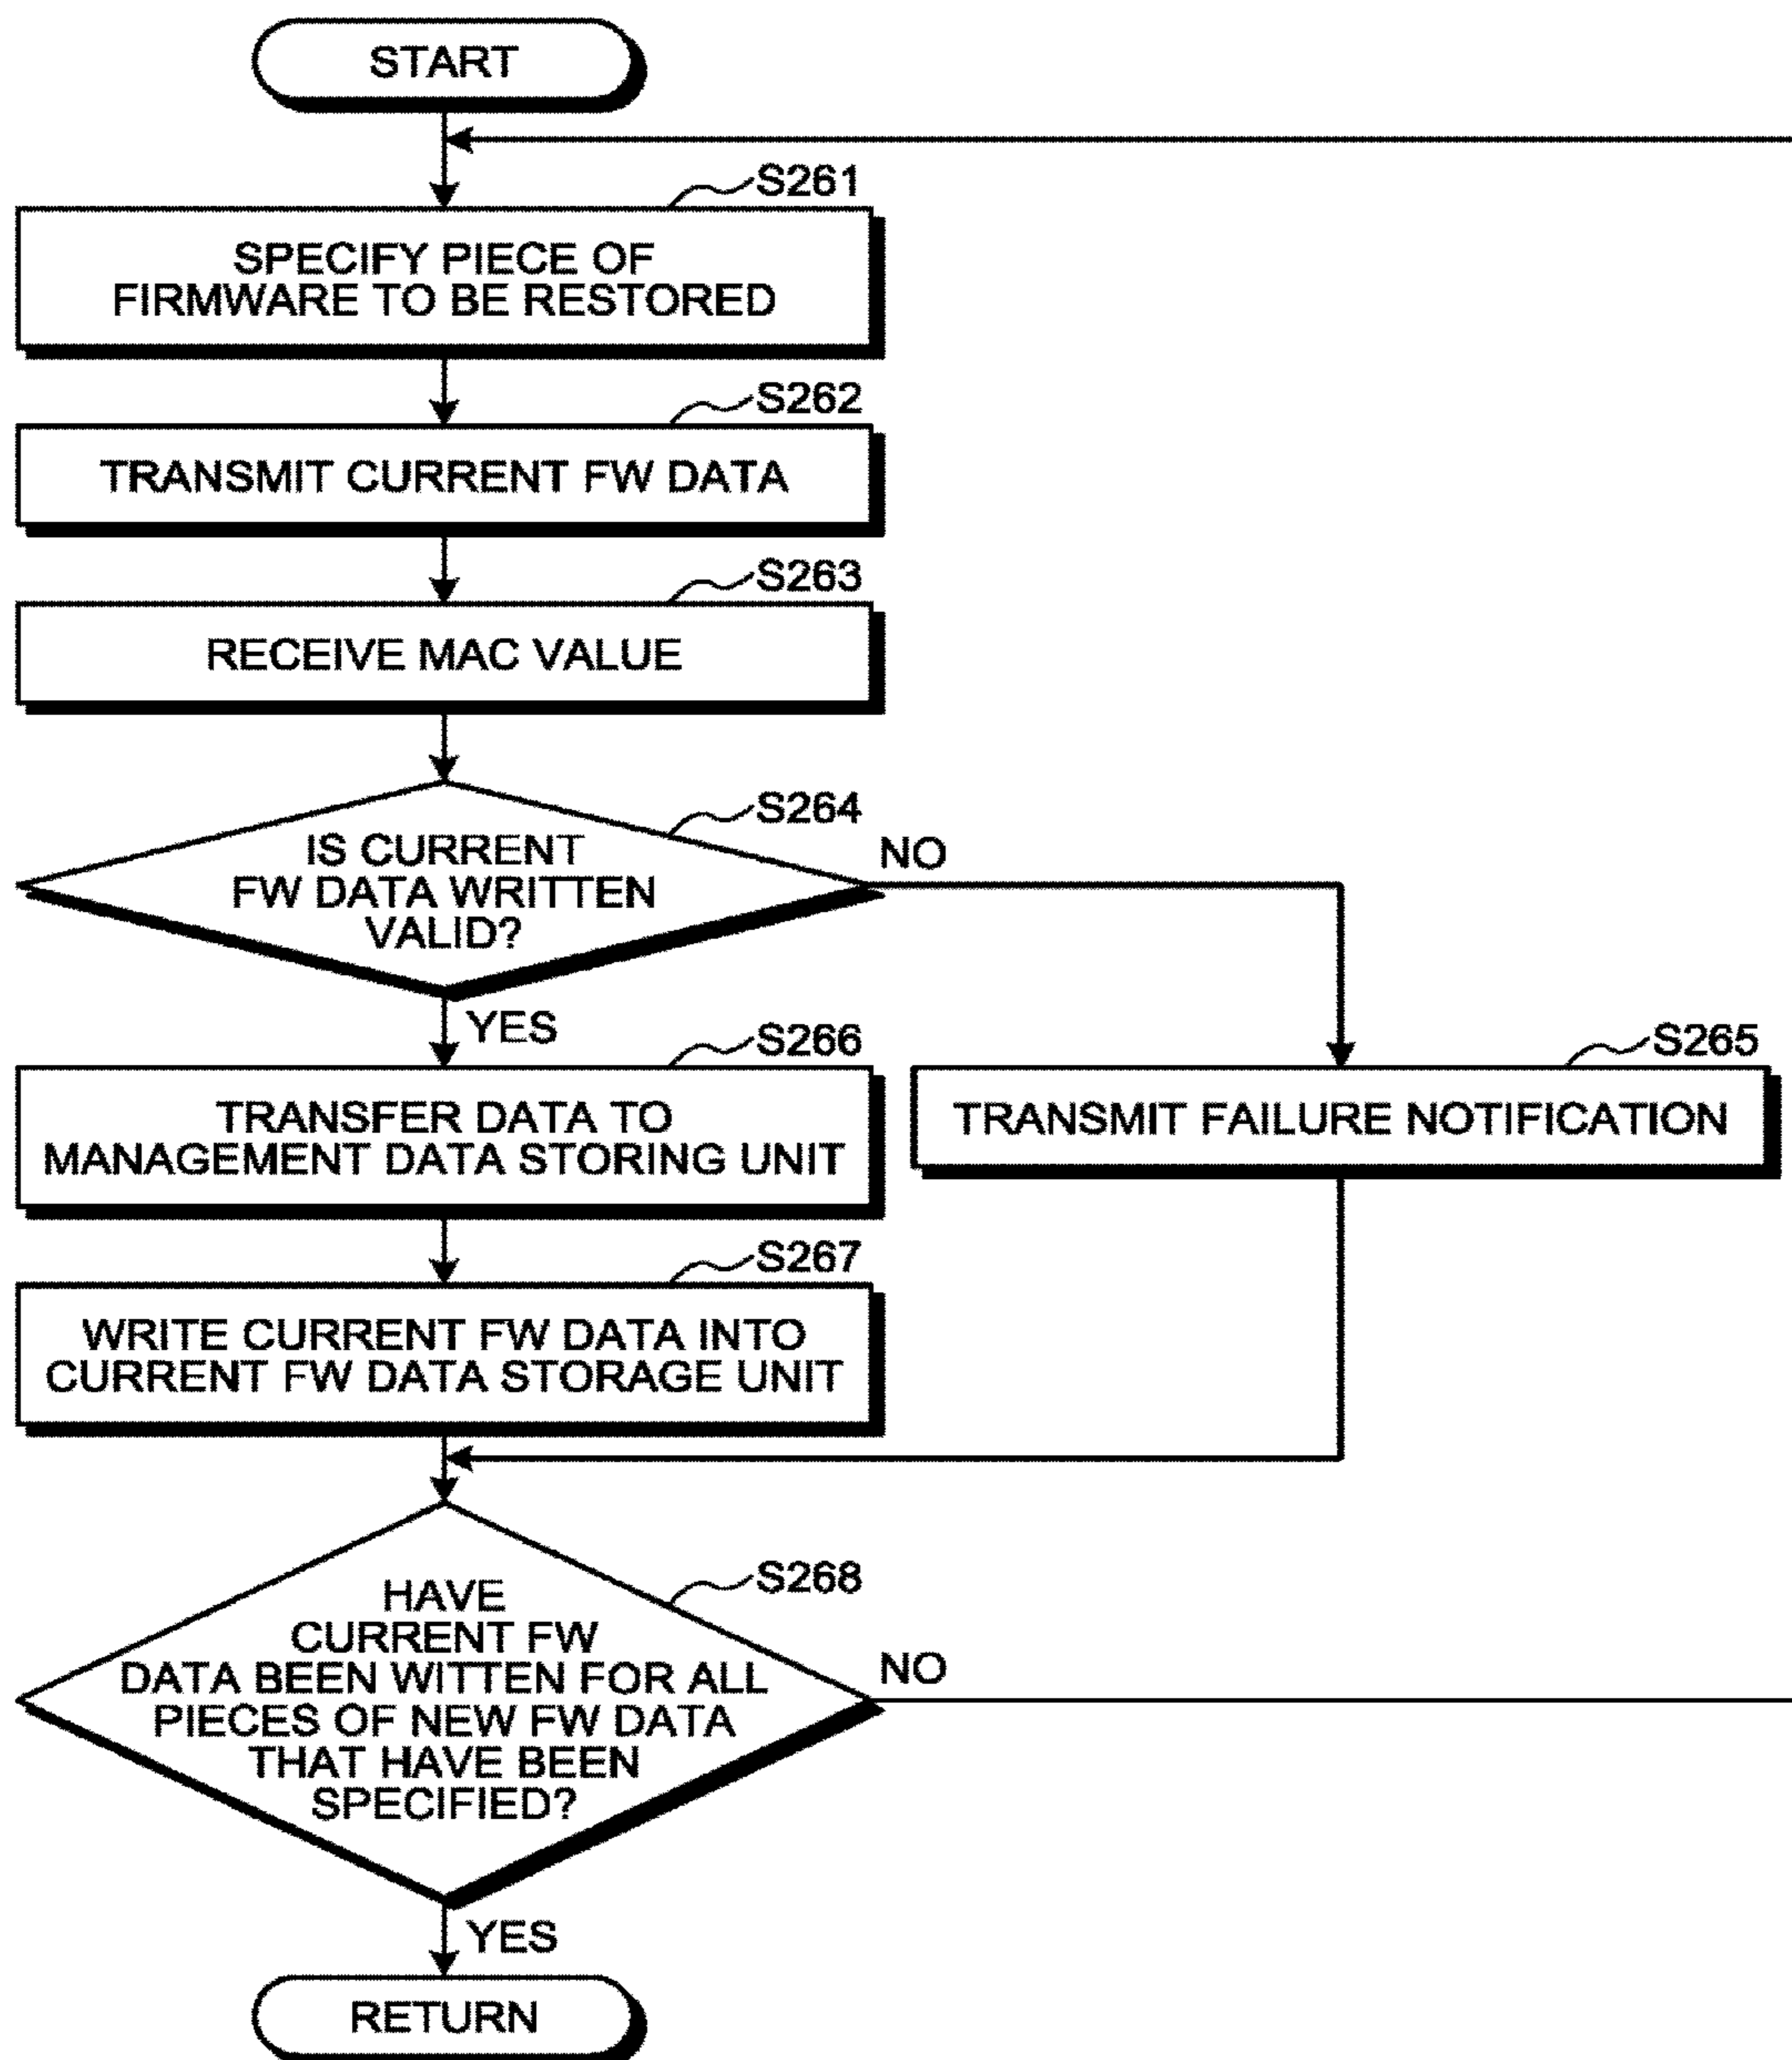 START
S261
SPECIFY PIECE OF
FIRMWARE TO BE RESTORED
S262
TRANSMIT CURRENT FW DATA
S263
RECEIVE MAC VALUE
S264
IS CURRENT
FW DATA WRITTEN
VALID?
NO
YES
S266
TRANSFER DATA TO
MANAGEMENT DATA STORING UNIT
S265
TRANSMIT FAILURE NOTIFICATION
S267
WRITE CURRENT FW DATA INTO
CURRENT FW DATA STORAGE UNIT
S268
HAVE
CURRENT FW
DATA BEEN WITTEN FOR ALL
PIECES OF NEW FW DATA
THAT HAVE BEEN
SPECIFIED?
NO
YES
RETURN